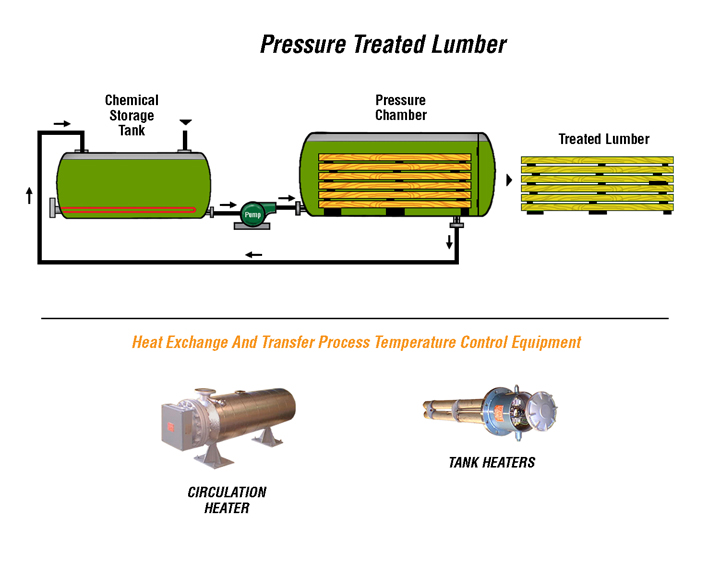 Pressure Treated Lumber
Chemical
Storage
Tank
Pressure
Chamber
Treated Lumber
Pump
Heat Exchange And Transfer Process Temperature Control Equipment
CIRCULATION
HEATER
TANK HEATERS